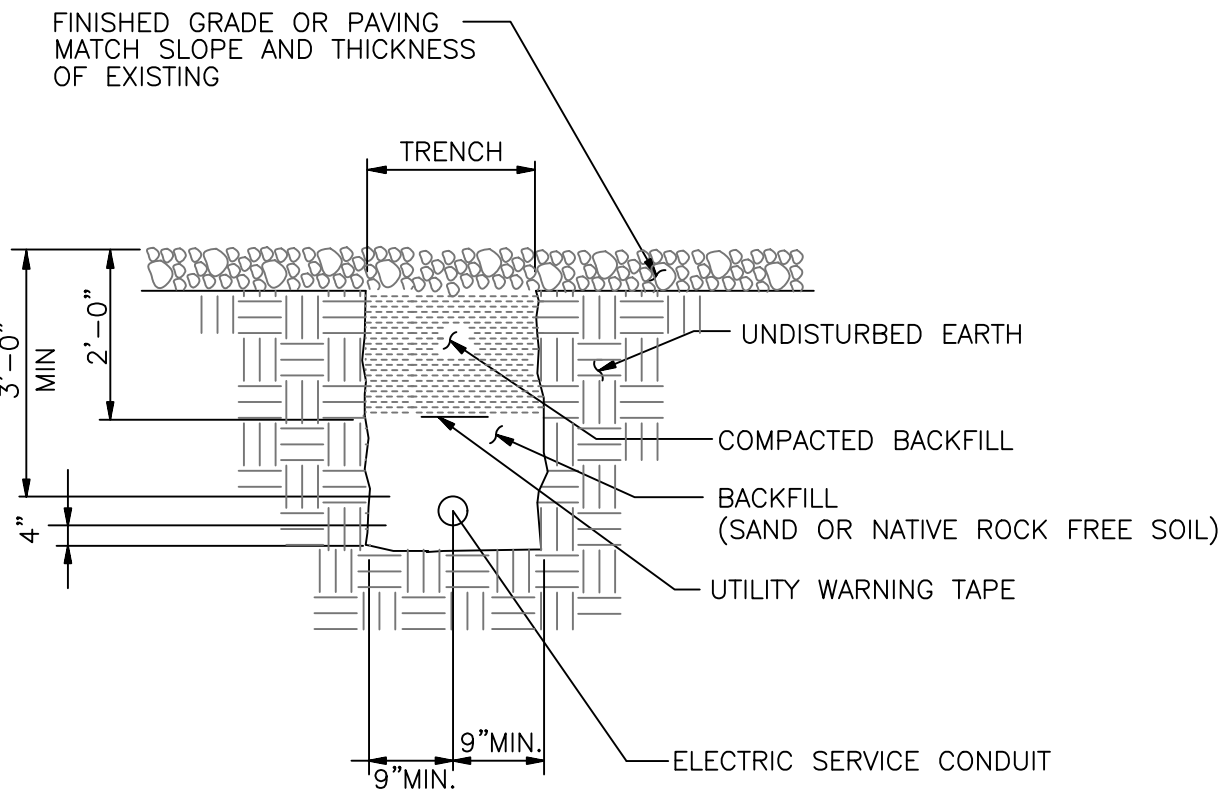 FINISHED GRADE OR PAVING
MATCH SLOPE AND THICKNESS
OF EXISTING
TRENCH
3'-0"
MIN
2'-0"
4"
UNDISTURBED EARTH
COMPACTED BACKFILL
BACKFILL
(SAND OR NATIVE ROCK FREE SOIL)
UTILITY WARNING TAPE
9"MIN.
9"MIN.
ELECTRIC SERVICE CONDUIT